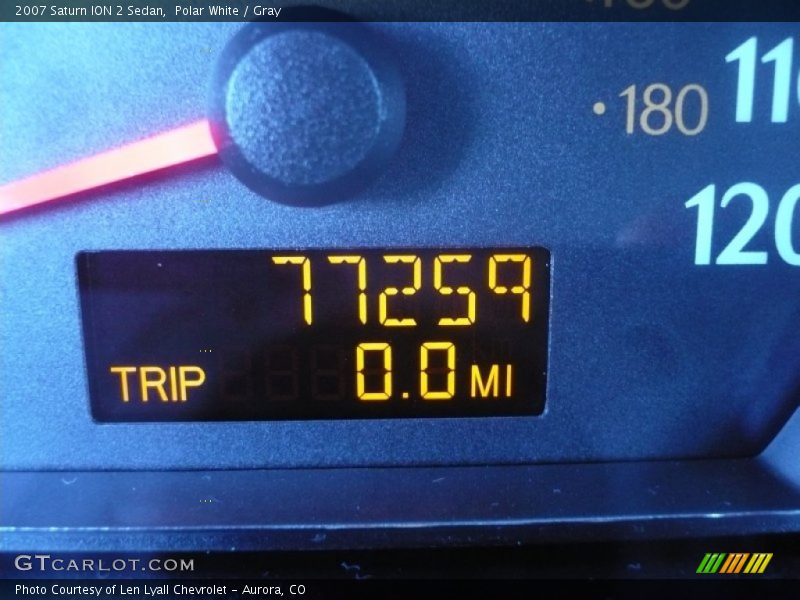 2007 Saturn ION 2 Sedan, Polar White / Gray
180
120
77259
TRIP 0.0 MI
GTCARLOT.COM
Photo Courtesy of Len Lyall Chevrolet – Aurora, CO